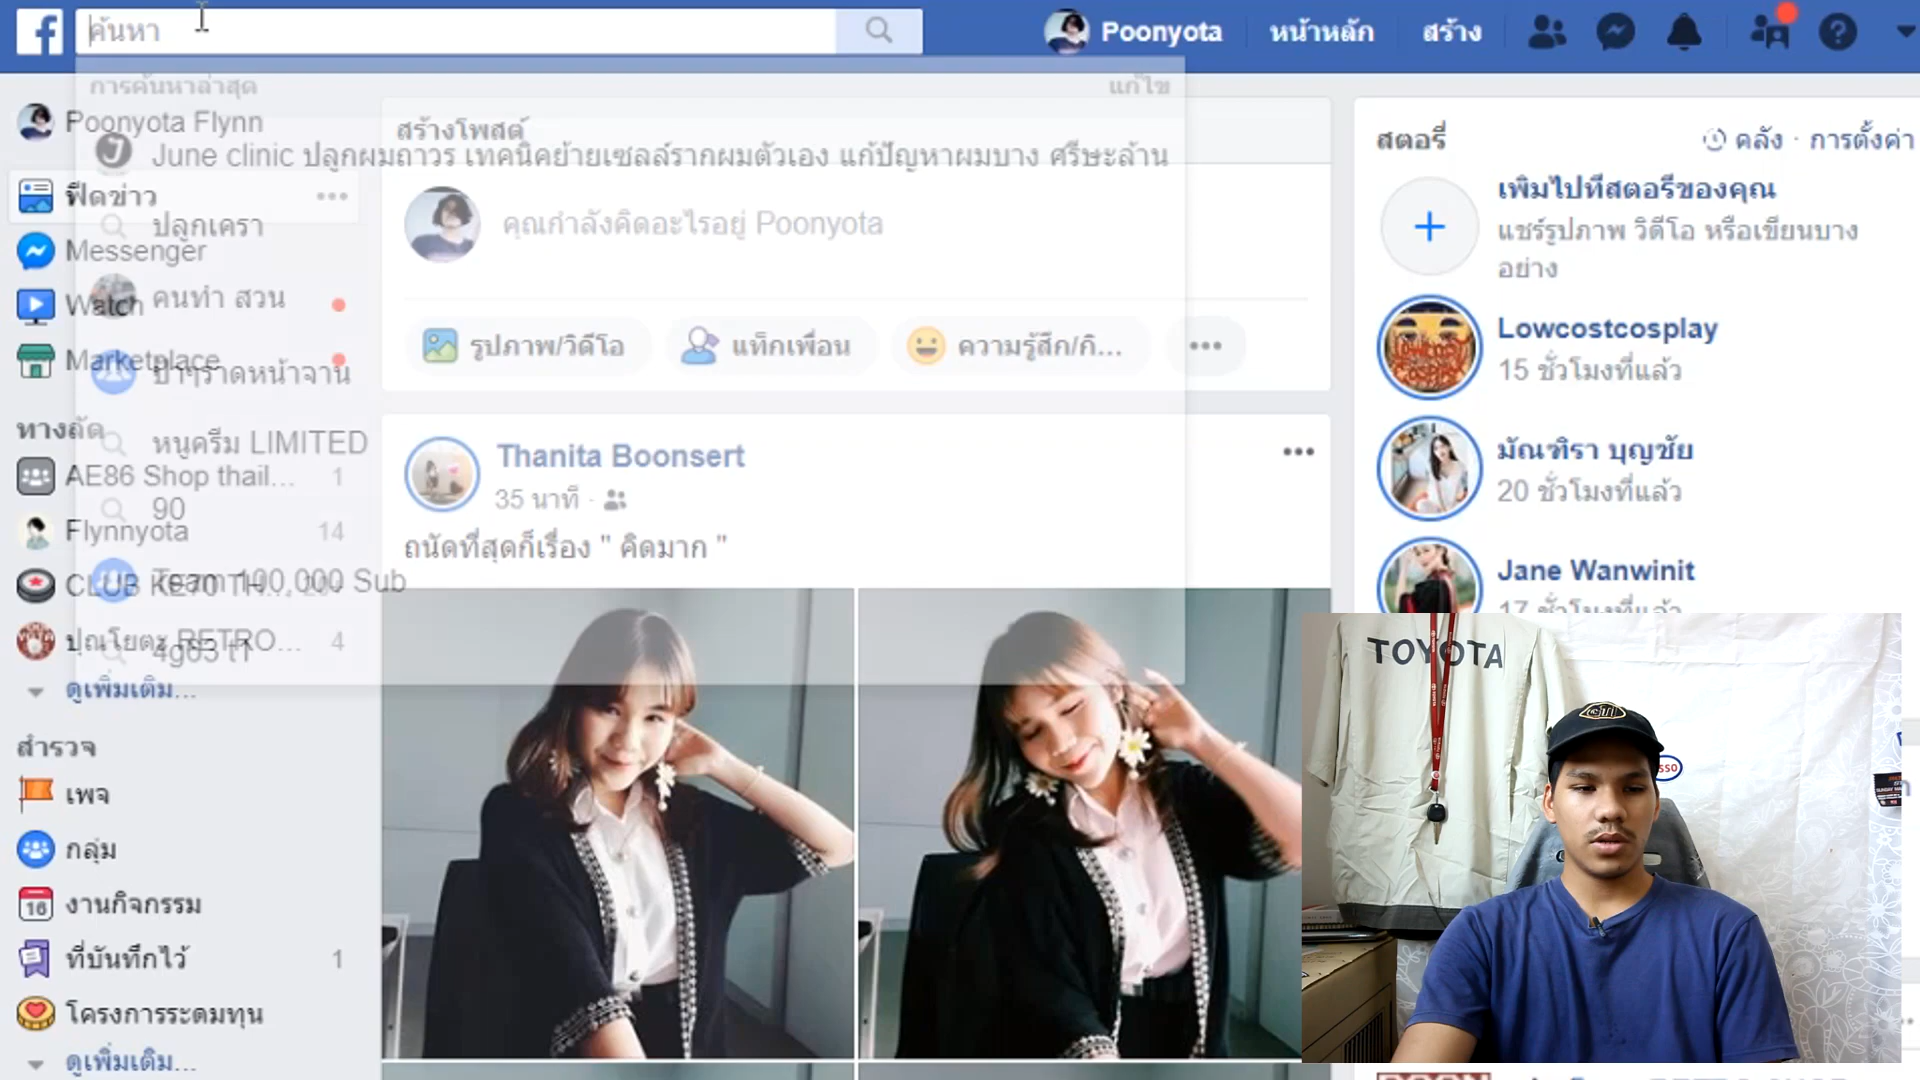 ค้นหา
Poonyota
หน้าหลัก
สร้าง
การค้นหาล่าสุด
แก้ไข
June clinic ปลูกผมถาวร เทคนิคย้ายเซลล์รากผมตัวเอง แก้ปัญหาผมบาง ศรีษะล้าน
ปลูกเครา
คนทำ สวน
ป๋าๆราดหน้าจาน
หนูครีม LIMITED
90
Team 100,000 Sub
4g63 t1
Poonyota Flynn
ฟีดข่าว
Messenger
Watch
Marketplace
ทางลัด
AE86 Shop thail... 1
Flynnyota 14
CLUB KE70 TH...
ปุณโยตะ RETRO... 4
ดูเพิ่มเติม...
สำรวจ
เพจ
กลุ่ม
16
งานกิจกรรม
ที่บันทึกไว้ 1
โครงการระดมทุน
ดูเพิ่มเติม...
สร้างโพสต์
คุณกำลังคิดอะไรอยู่ Poonyota
รูปภาพ/วิดีโอ
แท็กเพื่อน
ความรู้สึก/กิ...
Thanita Boonsert
35 นาที ·
ถนัดที่สุดก็เรื่อง " คิดมาก "
สตอรี่
คลัง · การตั้งค่า
เพิ่มไปที่สตอรี่ของคุณ
แชร์รูปภาพ วิดีโอ หรือเขียนบาง
อย่าง
Lowcostcosplay
15 ชั่วโมงที่แล้ว
มัณฑิรา บุญชัย
20 ชั่วโมงที่แล้ว
Jane Wanwinit
17 ชั่วโมงที่แล้ว
TOYOTA